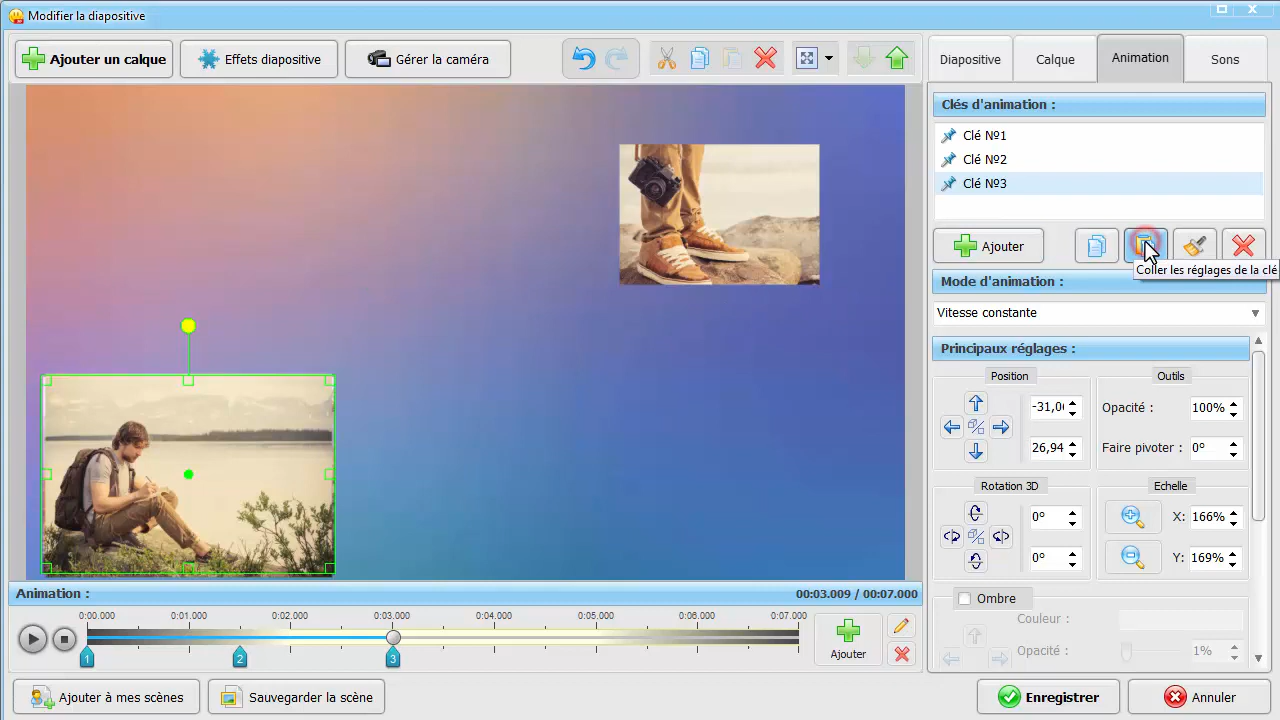 Modifier la diapositive
Ajouter un calque
Effets diapositive
Gérer la caméra
Diapositive
Calque
Animation
Sons
Clés d'animation :
Clé №1
Clé №2
Clé №3
Ajouter
Coller les réglages de la clé
Mode d'animation :
Vitesse constante
Principaux réglages :
Position
Outils
-31,0
Opacité :
100%
26,94
Faire pivoter :
0º
Rotation 3D
Echelle
0º
X:
166%
0º
Y:
169%
Ombre
Couleur :
Opacité :
1%
Animation :
00:03.009 / 00:07.000
0:00.000
0:01.000
0:02.000
0:03.000
0:04.000
0:05.000
0:06.000
0:07.000
1
2
3
Ajouter
Ajouter à mes scènes
Sauvegarder la scène
Enregistrer
Annuler